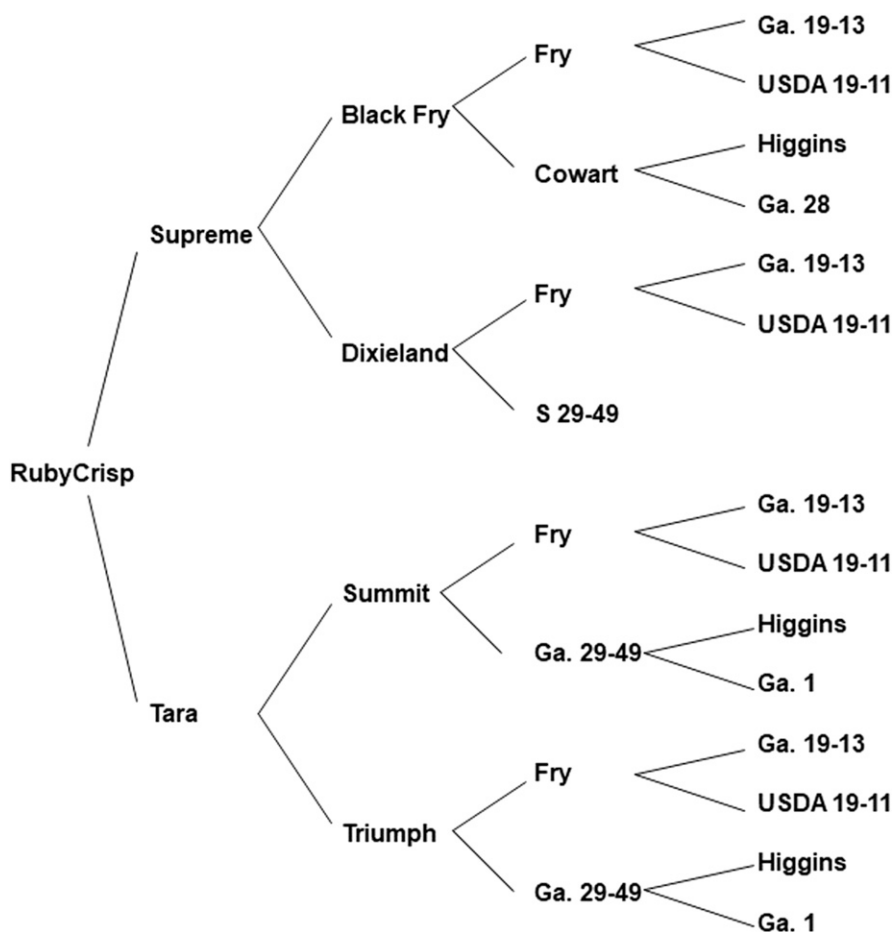 Ga. 19-13
Fry
USDA 19-11
Black Fry
Higgins
Cowart
Ga. 28
Supreme
Ga. 19-13
Fry
USDA 19-11
Dixieland
S 29-49
RubyCrisp
Ga. 19-13
Fry
USDA 19-11
Summit
Higgins
Ga. 29-49
Ga. 1
Tara
Ga. 19-13
Fry
USDA 19-11
Triumph
Higgins
Ga. 29-49
Ga. 1